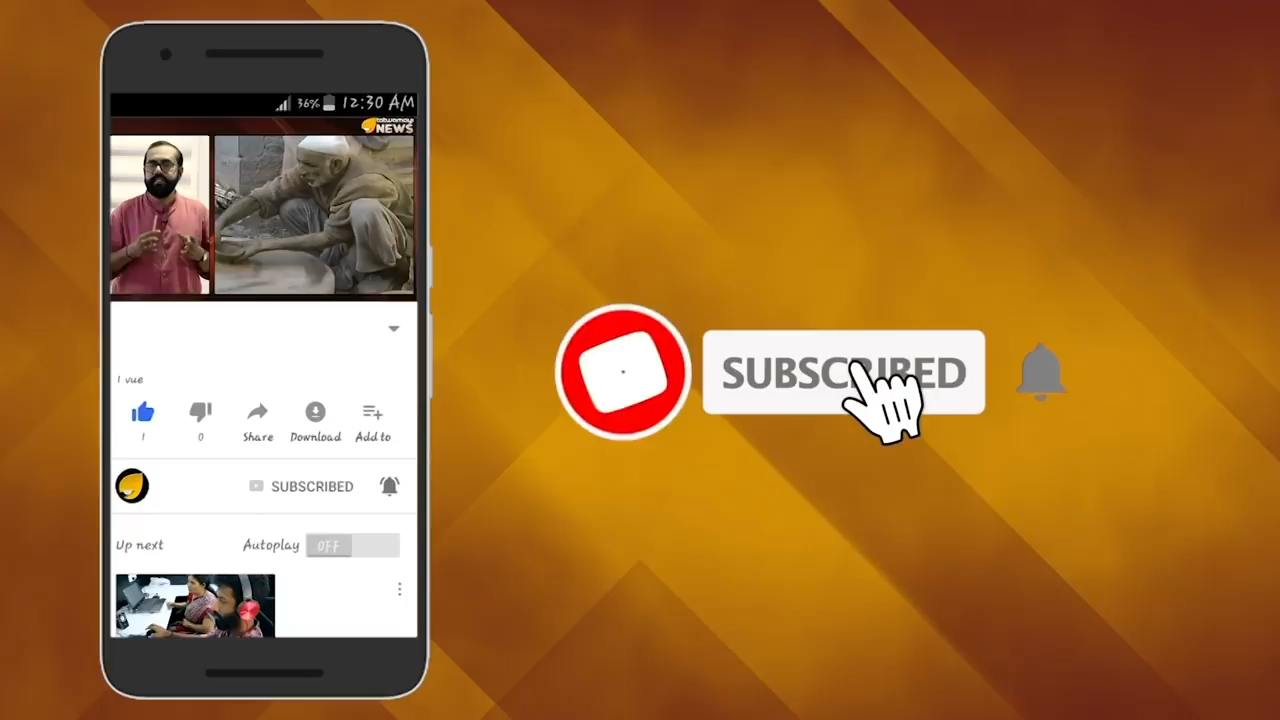 36% 12:30 AM
tatwamayi
NEWS
1 vue
1
0
Share
Download
Add to
SUBSCRIBED
Up next
Autoplay
OFF
SUBSCRIBED